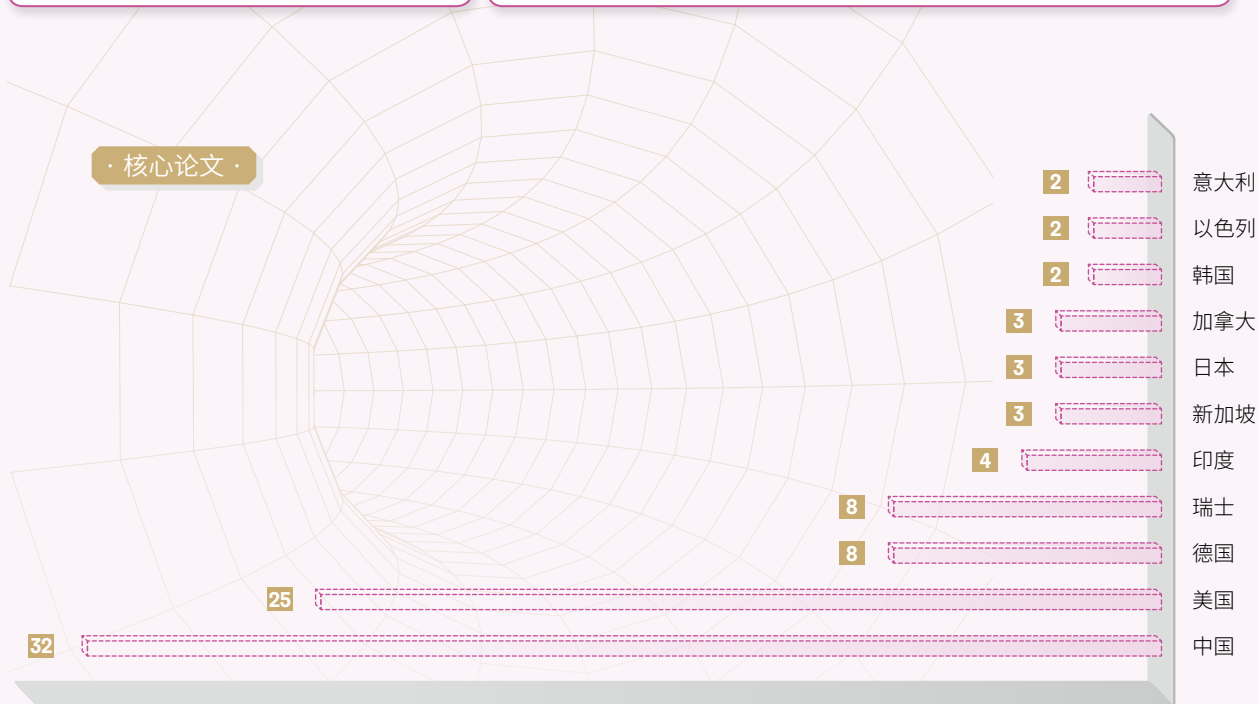 · 核心论文 ·
2 意大利
2 以色列
2 韩国
3 加拿大
3 日本
3 新加坡
4 印度
8 瑞士
8 德国
25 美国
32 中国